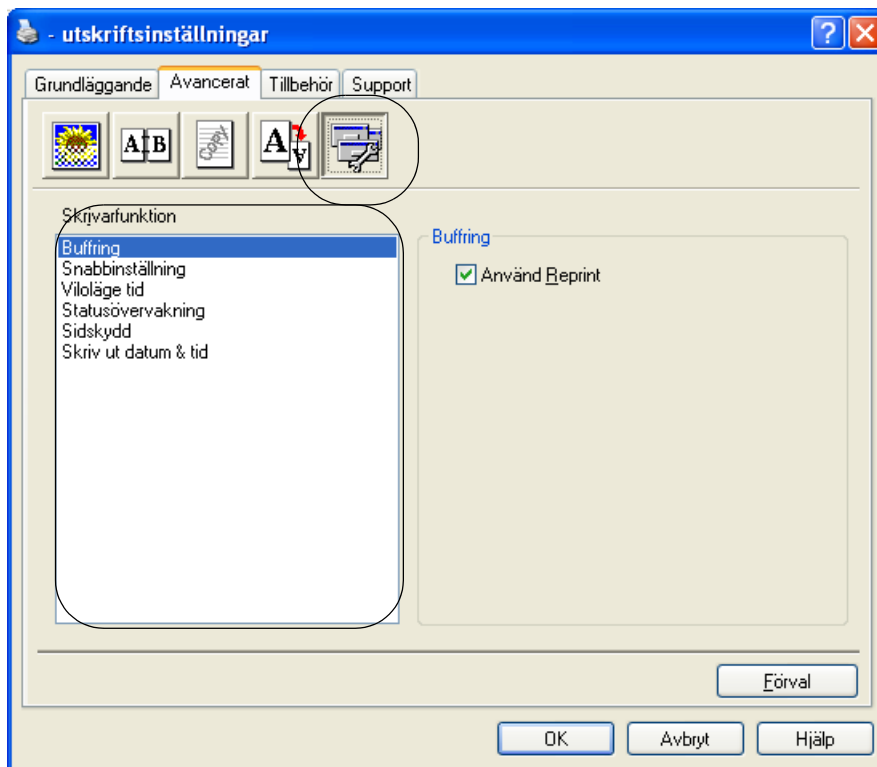 - utskriftsinställningar
Grundläggande Avancerat Tillbehör Support
A B COPY A A
Skrivarfunktion
Buffring
Snabbinställning
Viloläge tid
Statusövervakning
Sidskydd
Skriv ut datum & tid
Buffring
Använd Reprint
Förval
OK Avbryt Hjälp